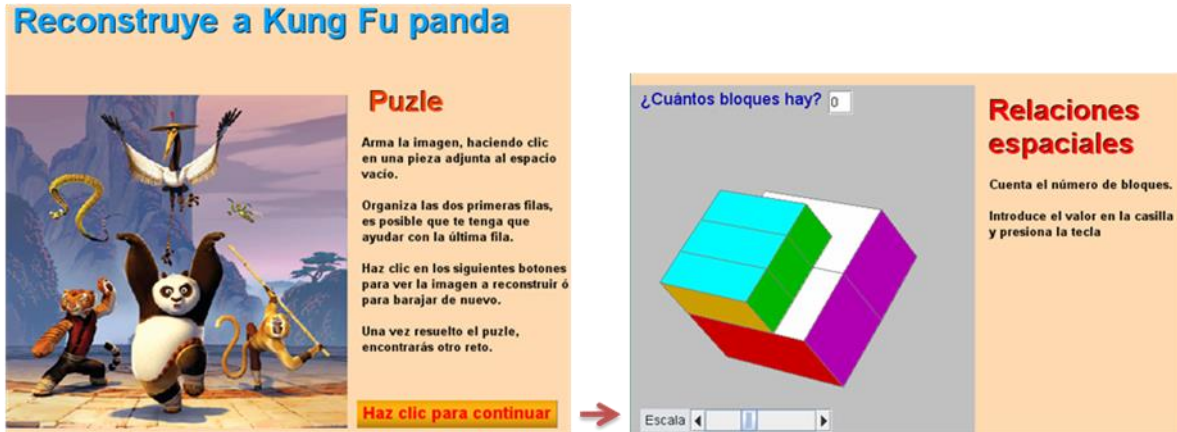 Reconstruye a Kung Fu panda
Puzle
Arma la imagen, haciendo clic
en una pieza adjunta al espacio
vacío.
Organiza las dos primeras filas,
es posible que te tenga que
ayudar con la última fila.
Haz clic en los siguientes botones
para ver la imagen a reconstruir ó
para barajar de nuevo.
Una vez resuelto el puzle,
encontrarás otro reto.
Haz clic para continuar
¿Cuántos bloques hay? 0
Relaciones
espaciales
Cuenta el número de bloques.
Introduce el valor en la casilla
y presiona la tecla
Escala